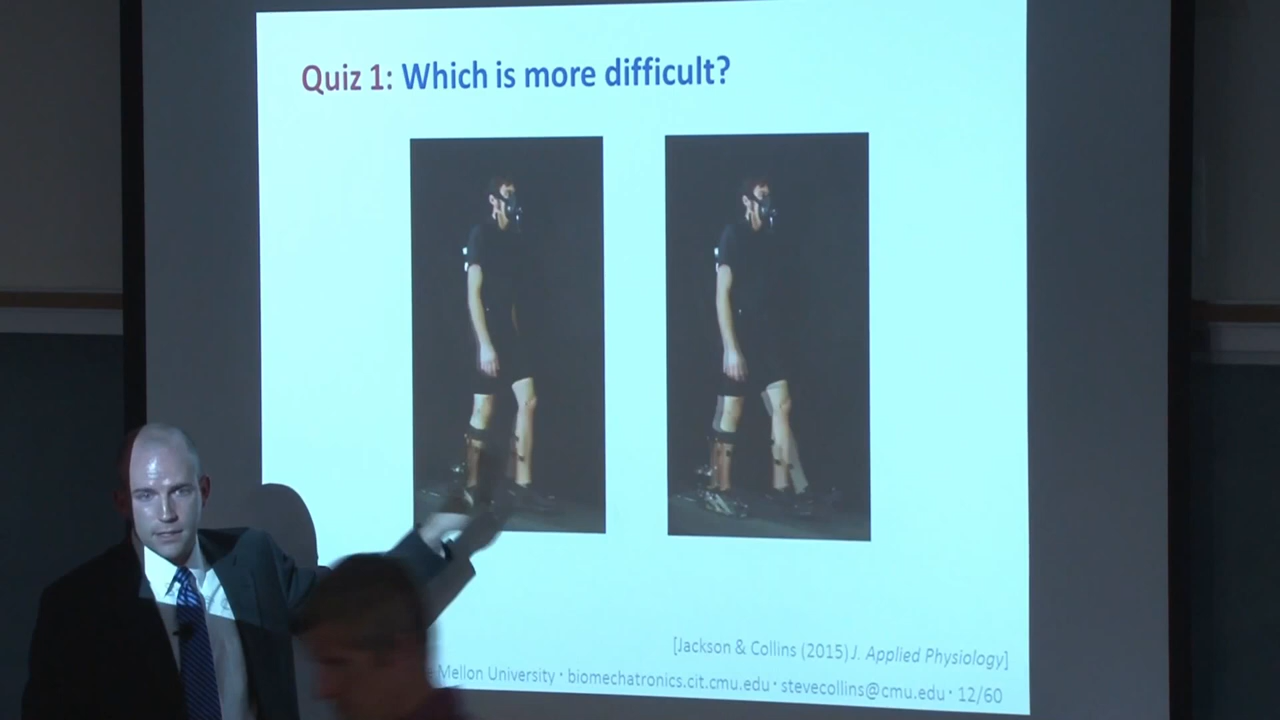 Quiz 1: Which is more difficult?
[Jackson & Collins (2015) J. Applied Physiology]
Mellon University · biomechatronics.cit.cmu.edu · stevecollins@cmu.edu · 12/60